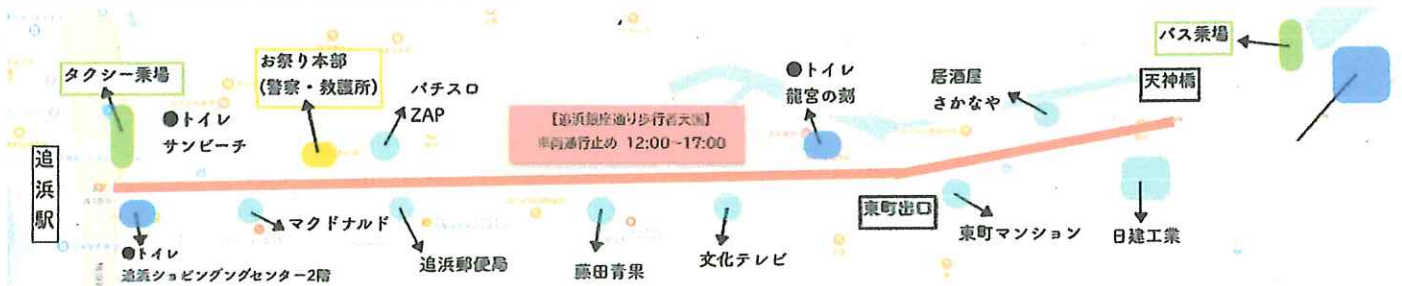 タクシー乗場
●トイレ
サンビーチ
お祭り本部
(警察・救護所)
パチスロ
ZAP
【追浜銀座通り歩行者天国】
車両通行止め 12:00~17:00
●トイレ
龍宮の刻
居酒屋
さかなや
天神橋
バス乗場
追浜駅
●トイレ
追浜ショピングングセンター2階
マクドナルド
追浜郵便局
藤田青果
文化テレビ
東町出口
東町マンション
日建工業